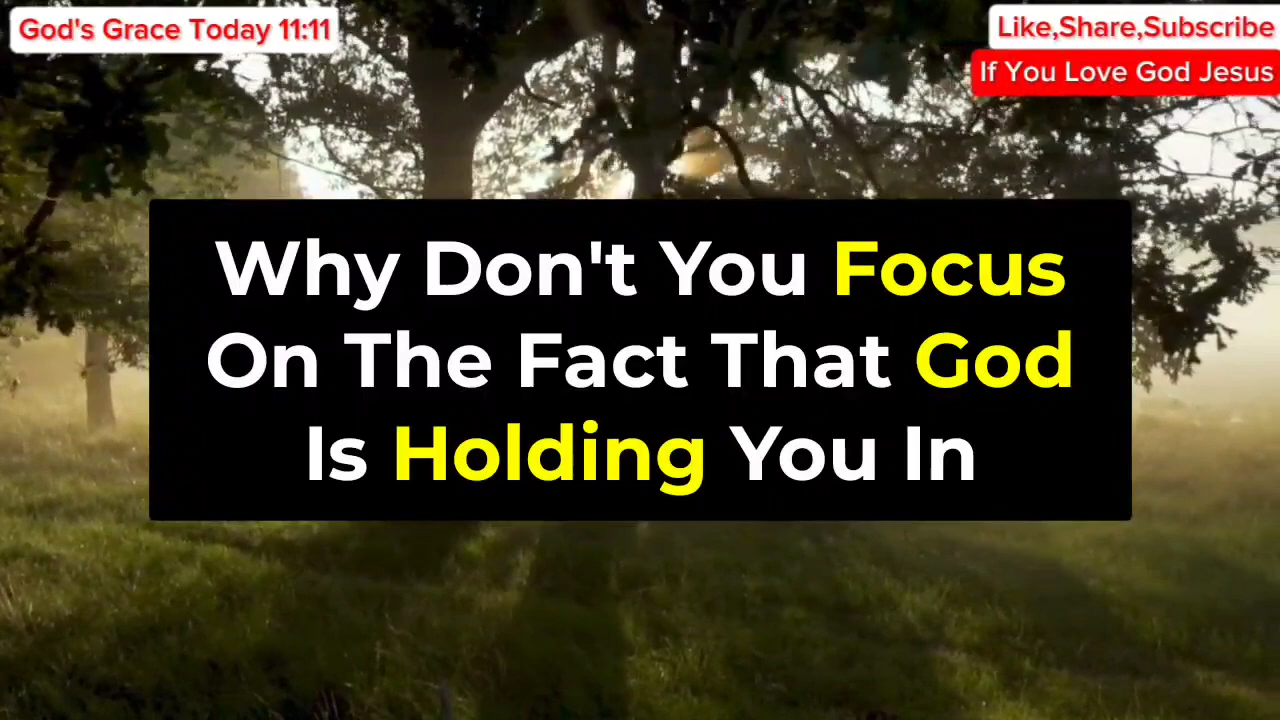 God's Grace Today 11:11
Like,Share,Subscribe
If You Love God Jesus
Why Don't You Focus
On The Fact That God
Is Holding You In